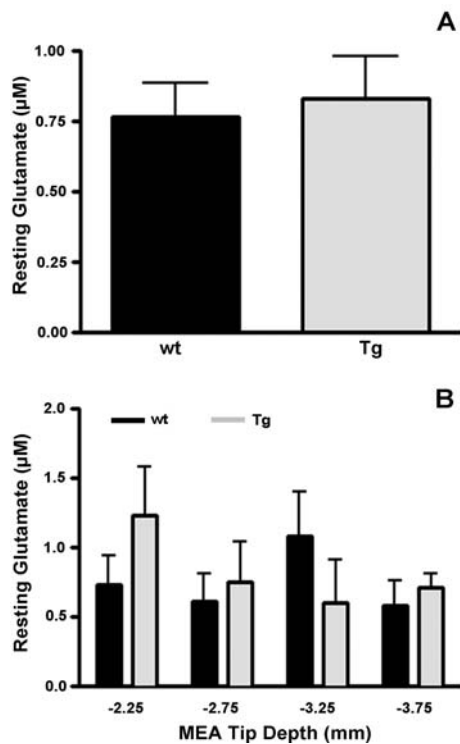 A
Resting Glutamate (µM)
1.00
0.75
0.50
0.25
0.00
wt Tg
B
Resting Glutamate (µM)
wt Tg
2.0
1.5
1.0
0.5
0.0
-2.25 -2.75 -3.25 -3.75
MEA Tip Depth (mm)